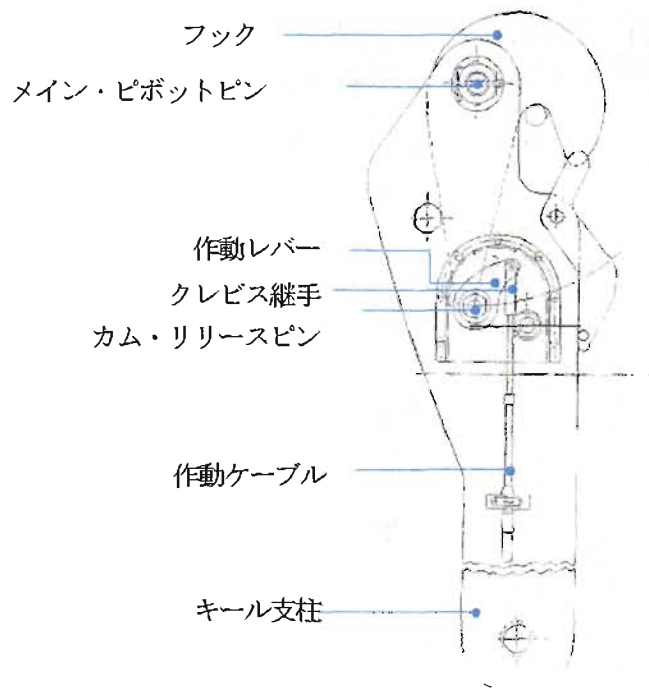 フック
メイン・ピボットピン
作動レバー
クレビス継手
カム・リリースピン
作動ケーブル
キール支柱